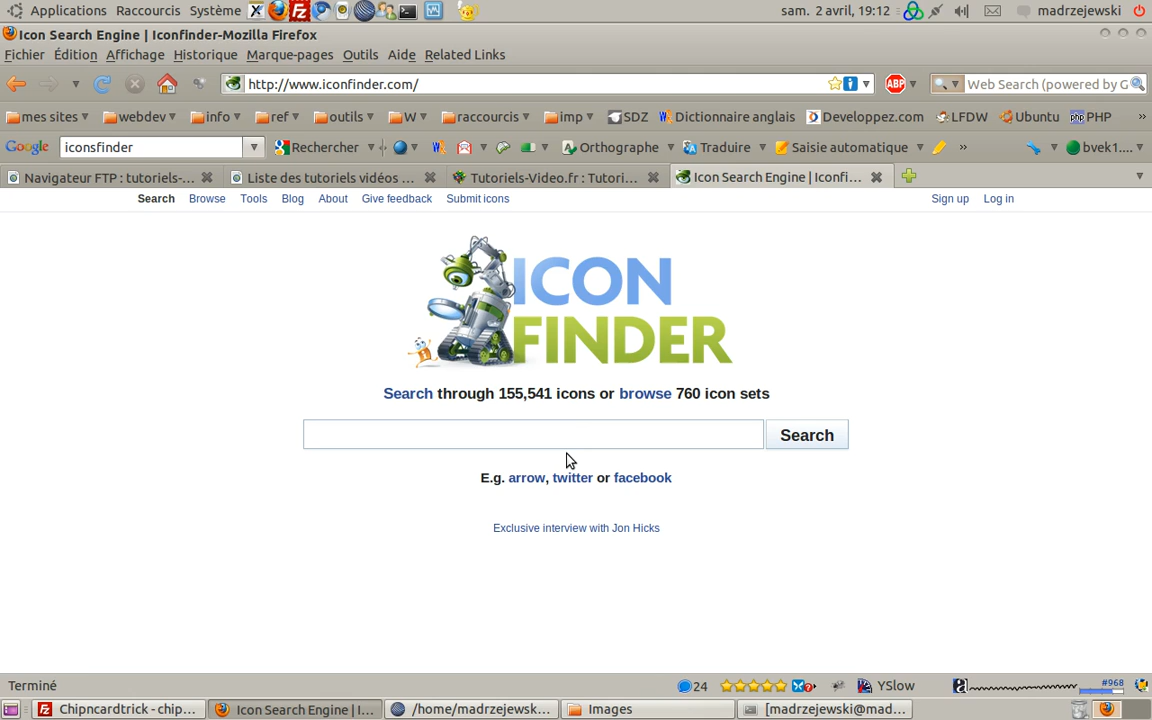 Applications Raccourcis Système sam. 2 avril, 19:12 madrzejewski
Icon Search Engine | Iconfinder-Mozilla Firefox
Fichier Édition Affichage Historique Marque-pages Outils Aide Related Links
http://www.iconfinder.com/ ABP Web Search (powered by G
mes sites webdev info ref outils W raccourcis imp SDZ Dictionnaire anglais Developpez.com LFDW Ubuntu PHP »
Google iconsfinder Rechercher Orthographe Traduire Saisie automatique » bvek1....
Navigateur FTP : tutoriels-... Liste des tutoriels vidéos ... Tutoriels-Video.fr : Tutori... Icon Search Engine | Iconfi...
Search Browse Tools Blog About Give feedback Submit icons Sign up Log in
ICON
FINDER
Search through 155,541 icons or browse 760 icon sets
Search
E.g. arrow, twitter or facebook
Exclusive interview with Jon Hicks
Terminé 24 YSlow #968
Chipncardtrick - chip... Icon Search Engine | I... /home/madrzejewsk... Images [madrzejewski@mad...